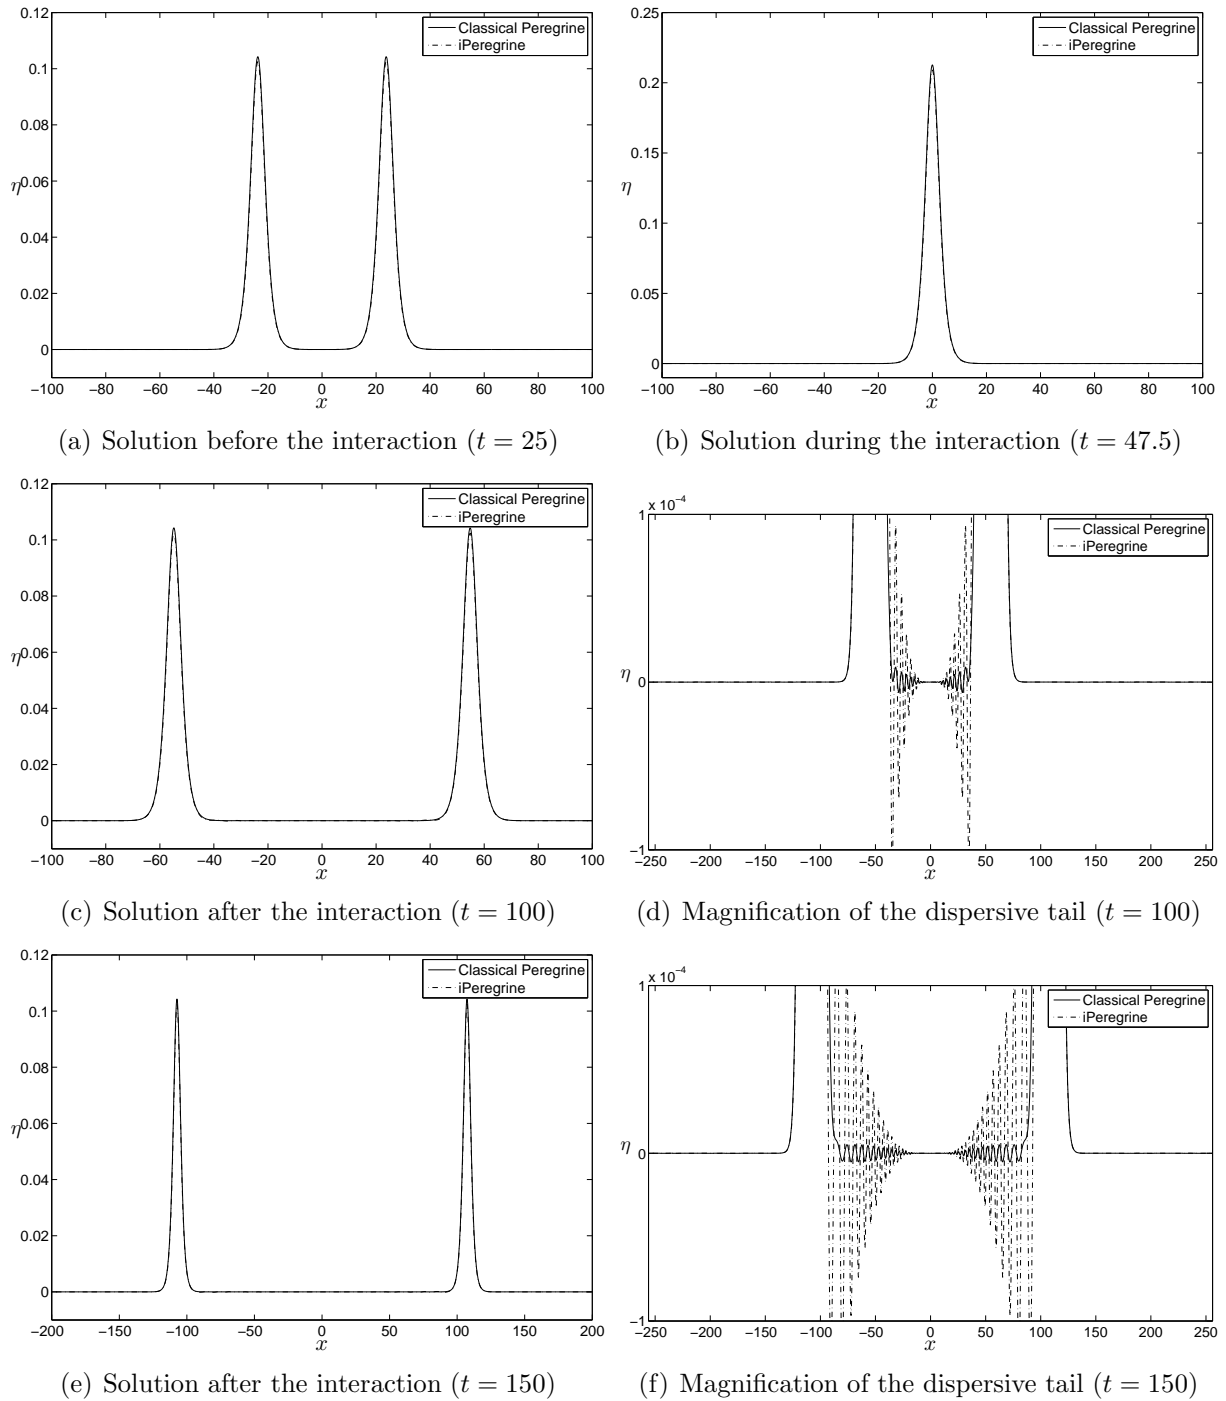 0.12
0.1
0.08
η0.06
0.04
0.02
0
−100 −80 −60 −40 −20 0 20 40 60 80 100
x
Classical Peregrine
iPeregrine
(a) Solution before the interaction (t = 25)
0.25
0.2
0.15
η
0.1
0.05
0
−100 −80 −60 −40 −20 0 20 40 60 80 100
x
Classical Peregrine
iPeregrine
(b) Solution during the interaction (t = 47.5)
0.12
0.1
0.08
η0.06
0.04
0.02
0
−100 −80 −60 −40 −20 0 20 40 60 80 100
x
Classical Peregrine
iPeregrine
(c) Solution after the interaction (t = 100)
1 x 10⁻⁴
η 0
−1
−250 −200 −150 −100 −50 0 50 100 150 200 250
x
Classical Peregrine
iPeregrine
(d) Magnification of the dispersive tail (t = 100)
0.12
0.1
0.08
η0.06
0.04
0.02
0
−200 −150 −100 −50 0 50 100 150 200
x
Classical Peregrine
iPeregrine
(e) Solution after the interaction (t = 150)
1 x 10⁻⁴
η 0
−1
−250 −200 −150 −100 −50 0 50 100 150 200 250
x
Classical Peregrine
iPeregrine
(f) Magnification of the dispersive tail (t = 150)